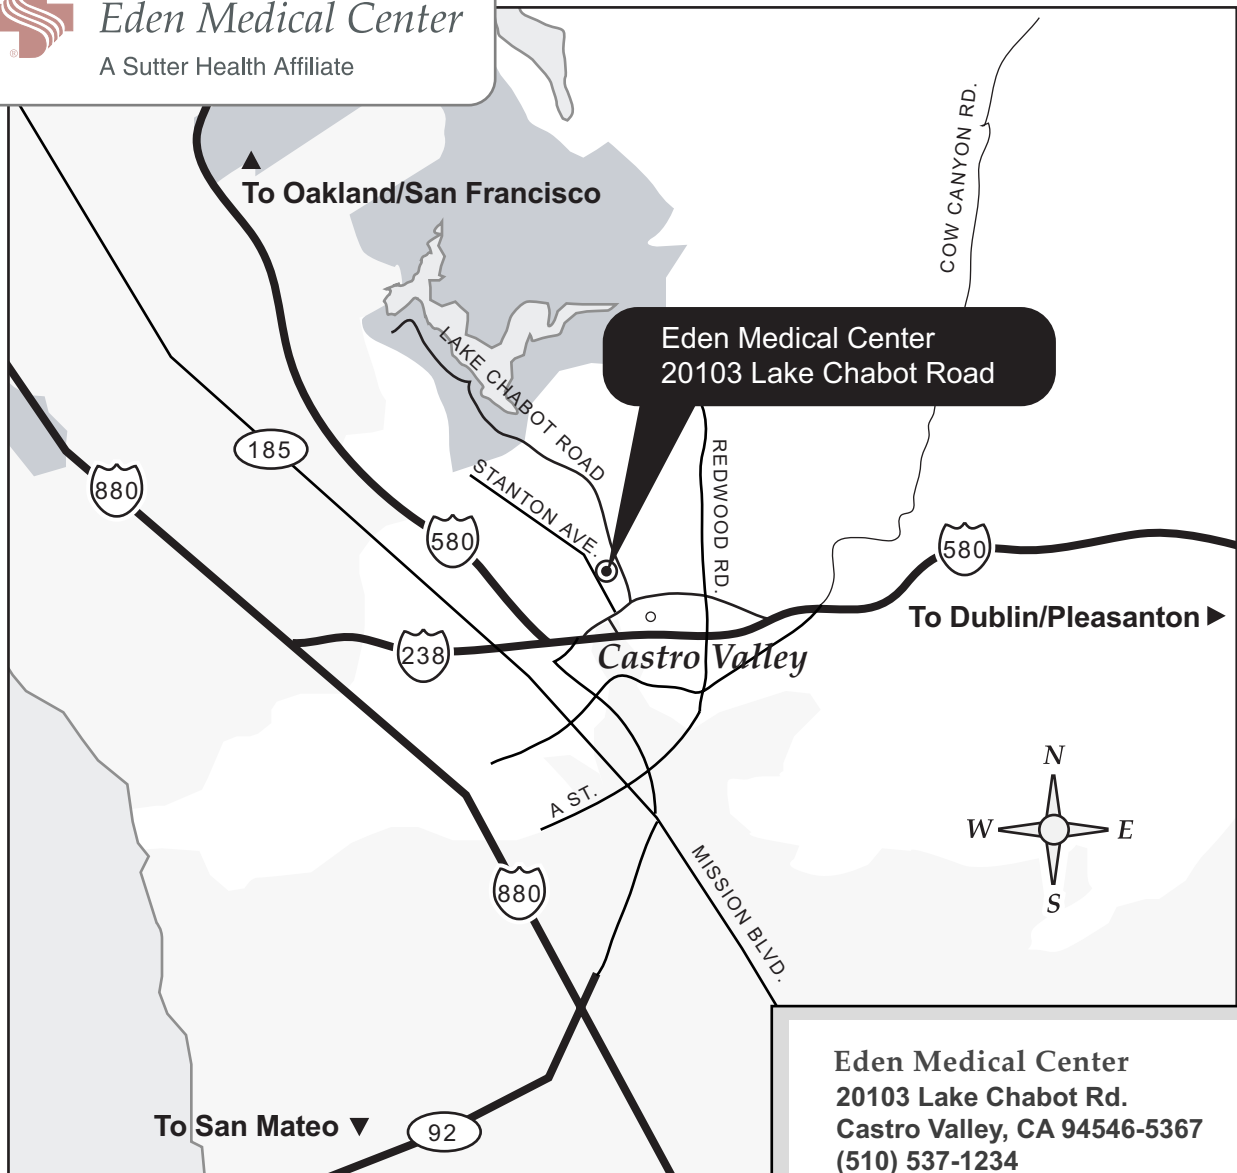 Eden Medical Center
®
A Sutter Health Affiliate
To Oakland/San Francisco
COW CANYON RD.
Eden Medical Center
20103 Lake Chabot Road
LAKE CHABOT ROAD
STANTON AVE.
REDWOOD RD.
185
880
580
580
To Dublin/Pleasanton
238
Castro Valley
A ST.
N
W
E
S
MISSION BLVD.
880
To San Mateo
92
Eden Medical Center
20103 Lake Chabot Rd.
Castro Valley, CA 94546-5367
(510) 537-1234